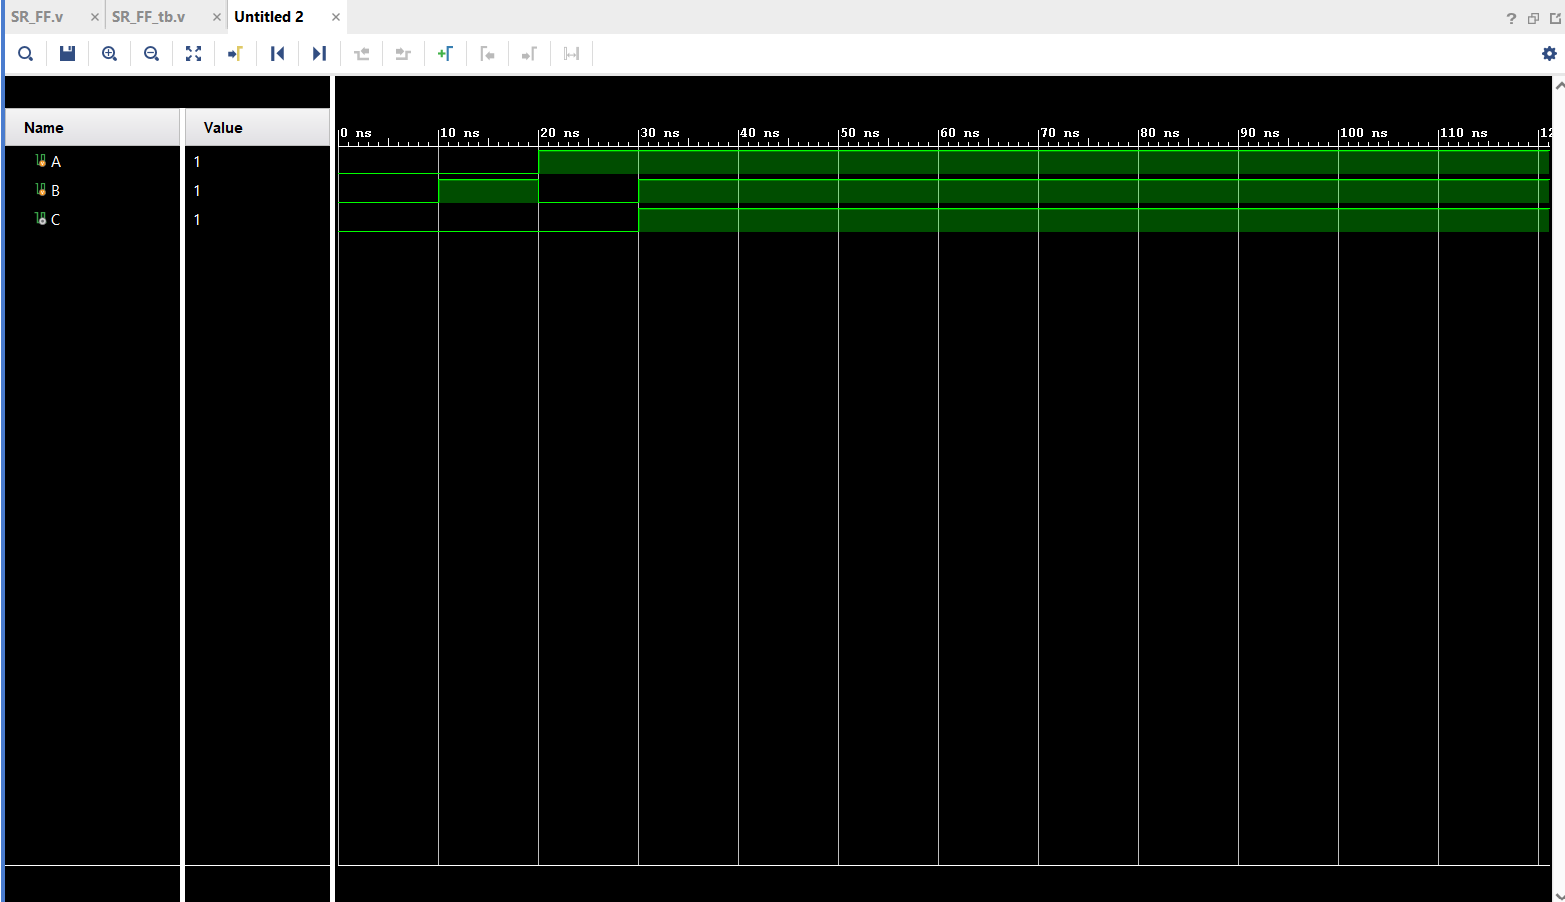 SR_FF.v × SR_FF_tb.v × Untitled 2 ×
?
Name Value
0 ns 10 ns 20 ns 30 ns 40 ns 50 ns 60 ns 70 ns 80 ns 90 ns 100 ns 110 ns 12
A 1
B 1
C 1